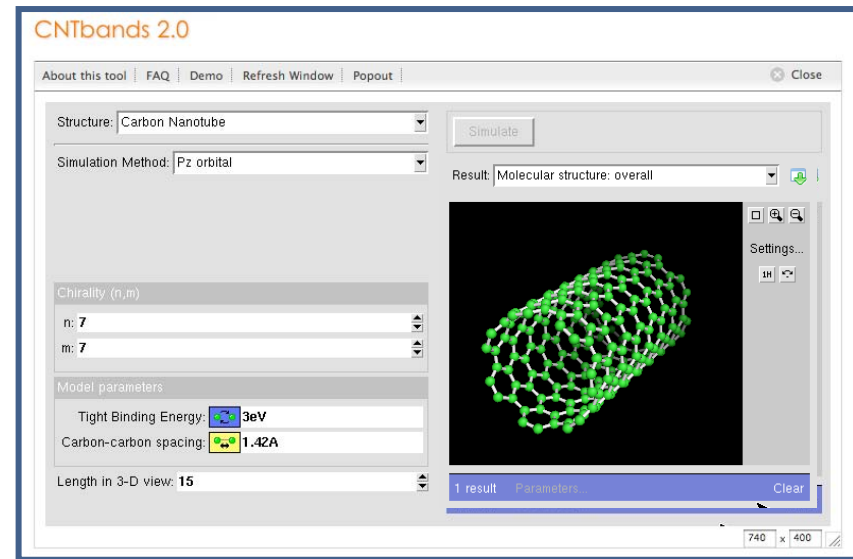 CNTbands 2.0
About this tool FAQ Demo Refresh Window Popout Close
Structure: Carbon Nanotube
Simulation Method: Pz orbital
Simulate
Result: Molecular structure: overall
Settings...
1H
Chirality (n,m)
n: 7
m: 7
Model parameters
Tight Binding Energy: 3eV
Carbon-carbon spacing: 1.42A
Length in 3-D view: 15
1 result Parameters... Clear
740 x 400